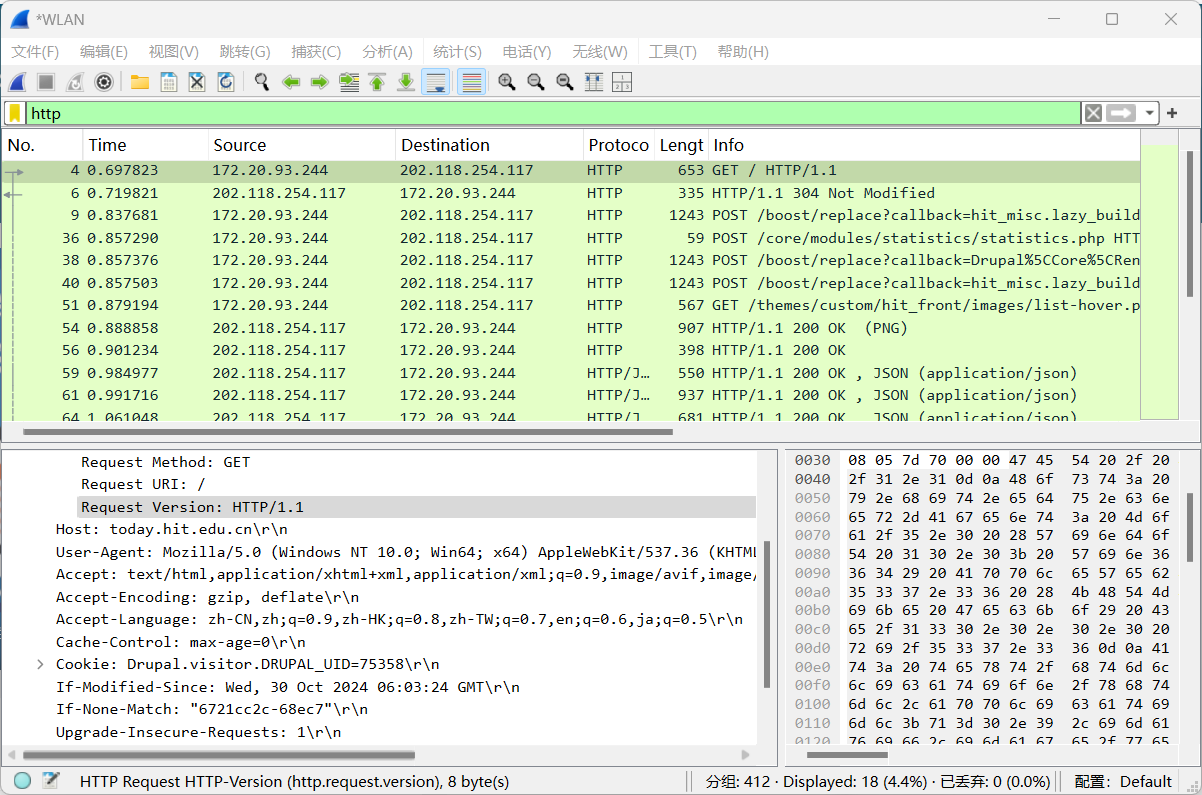 *WLAN
文件(F) 编辑(E) 视图(V) 跳转(G) 捕获(C) 分析(A) 统计(S) 电话(Y) 无线(W) 工具(T) 帮助(H)
http
No. Time Source Destination Protoco Lengt Info
4 0.697823 172.20.93.244 202.118.254.117 HTTP 653 GET / HTTP/1.1
6 0.719821 202.118.254.117 172.20.93.244 HTTP 335 HTTP/1.1 304 Not Modified
9 0.837681 172.20.93.244 202.118.254.117 HTTP 1243 POST /boost/replace?callback=hit_misc.lazy_build
36 0.857290 172.20.93.244 202.118.254.117 HTTP 59 POST /core/modules/statistics/statistics.php HTT
38 0.857376 172.20.93.244 202.118.254.117 HTTP 1243 POST /boost/replace?callback=Drupal%5CCore%5CRen
40 0.857503 172.20.93.244 202.118.254.117 HTTP 1243 POST /boost/replace?callback=hit_misc.lazy_build
51 0.879194 172.20.93.244 202.118.254.117 HTTP 567 GET /themes/custom/hit_front/images/list-hover.p
54 0.888858 202.118.254.117 172.20.93.244 HTTP 907 HTTP/1.1 200 OK  (PNG)
56 0.901234 202.118.254.117 172.20.93.244 HTTP 398 HTTP/1.1 200 OK
59 0.984977 202.118.254.117 172.20.93.244 HTTP/J… 550 HTTP/1.1 200 OK , JSON (application/json)
61 0.991716 202.118.254.117 172.20.93.244 HTTP/J… 937 HTTP/1.1 200 OK , JSON (application/json)
64 1.061048 202.118.254.117 172.20.93.244 HTTP/J 681 HTTP/1.1 200 OK , JSON (application/json)
Request Method: GET
Request URI: /
Request Version: HTTP/1.1
Host: today.hit.edu.cn\r\n
User-Agent: Mozilla/5.0 (Windows NT 10.0; Win64; x64) AppleWebKit/537.36 (KHTML
Accept: text/html,application/xhtml+xml,application/xml;q=0.9,image/avif,image/
Accept-Encoding: gzip, deflate\r\n
Accept-Language: zh-CN,zh;q=0.9,zh-HK;q=0.8,zh-TW;q=0.7,en;q=0.6,ja;q=0.5\r\n
Cache-Control: max-age=0\r\n
Cookie: Drupal.visitor.DRUPAL_UID=75358\r\n
If-Modified-Since: Wed, 30 Oct 2024 06:03:24 GMT\r\n
If-None-Match: "6721cc2c-68ec7"\r\n
Upgrade-Insecure-Requests: 1\r\n
0030 08 05 7d 70 00 00 47 45 54 20 2f 20
0040 2f 31 2e 31 0d 0a 48 6f 73 74 3a 20
0050 79 2e 68 69 74 2e 65 64 75 2e 63 6e
0060 65 72 2d 41 67 65 6e 74 3a 20 4d 6f
0070 61 2f 35 2e 30 20 28 57 69 6e 64 6f
0080 54 20 31 30 2e 30 3b 20 57 69 6e 36
0090 36 34 29 20 41 70 70 6c 65 57 65 62
00a0 35 33 37 2e 33 36 20 28 4b 48 54 4d
00b0 69 6b 65 20 47 65 63 6b 6f 29 20 43
00c0 65 2f 31 33 30 2e 30 2e 30 2e 30 20
00d0 72 69 2f 35 33 37 2e 33 36 0d 0a 41
00e0 74 3a 20 74 65 78 74 2f 68 74 6d 6c
00f0 6c 69 63 61 74 69 6f 6e 2f 78 68 74
0100 6d 6c 2c 61 70 70 6c 69 63 61 74 69
0110 6d 6c 3b 71 3d 30 2e 39 2c 69 6d 61
0120 76 69 66 2c 69 6d 61 67 65 2f 77 65
HTTP Request HTTP-Version (http.request.version), 8 byte(s)
分组: 412 · Displayed: 18 (4.4%) · 已丢弃: 0 (0.0%)
配置: Default